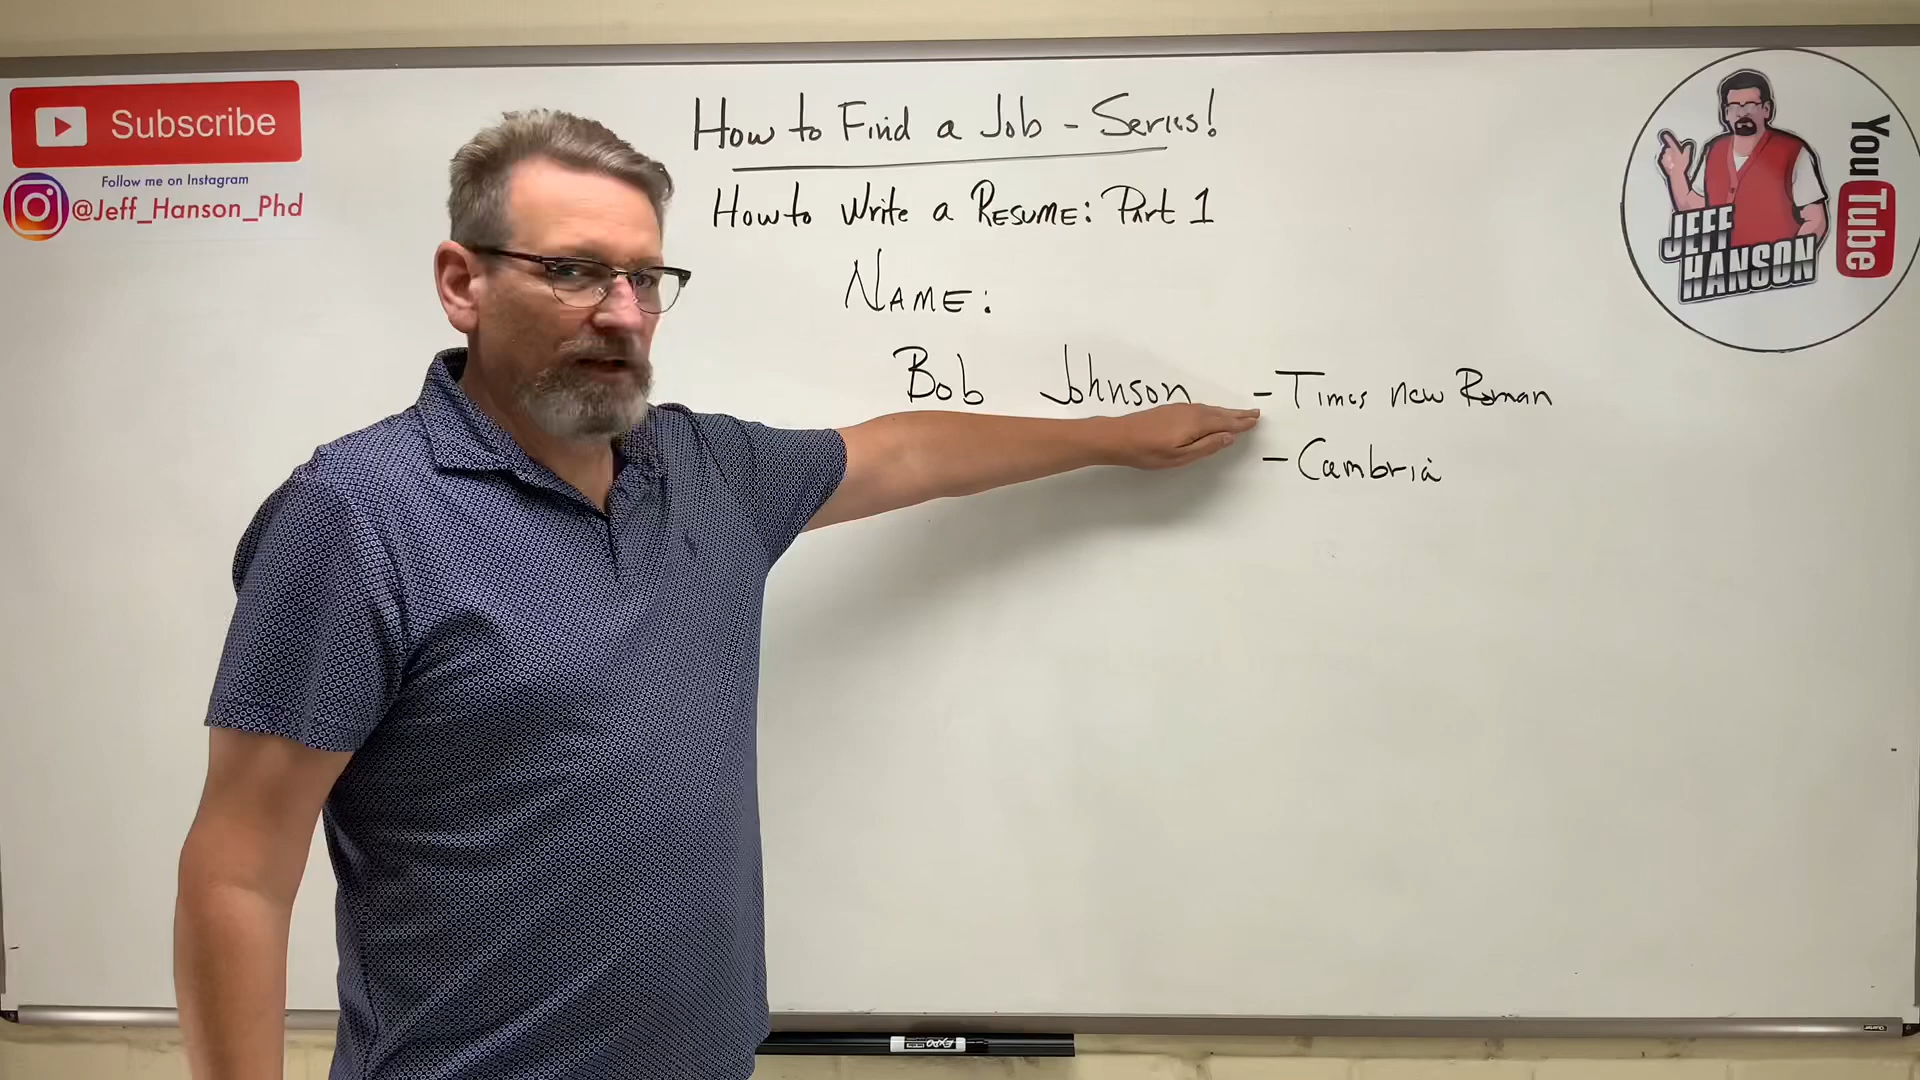 Subscribe
Follow me on Instagram
@Jeff_Hanson_Phd
How to Find a Job - Series!
How to Write a RESUME: Part 1
NAME:
Bob Johnson
- Times new Roman
- Cambria
JEFF
HANSON
YouTube
EXPO